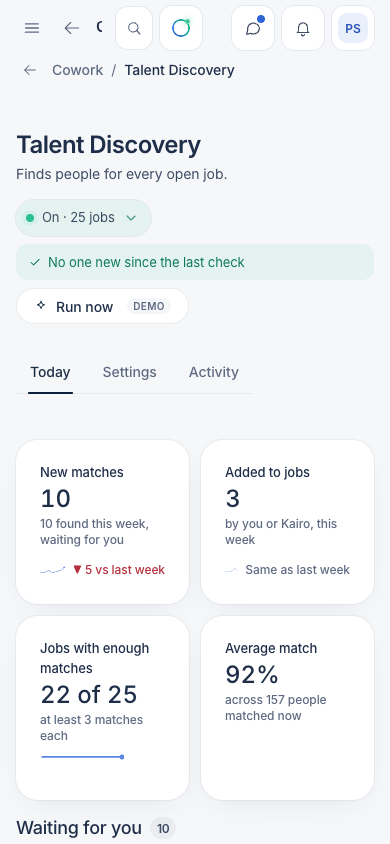 PS
Cowork / Talent Discovery
Talent Discovery
Finds people for every open job.
On · 25 jobs
No one new since the last check
Run now DEMO
Today Settings Activity
New matches
10
10 found this week,
waiting for you
▼ 5 vs last week
Added to jobs
3
by you or Kairo, this
week
Same as last week
Jobs with enough
matches
22 of 25
at least 3 matches
each
Average match
92%
across 157 people
matched now
Waiting for you 10